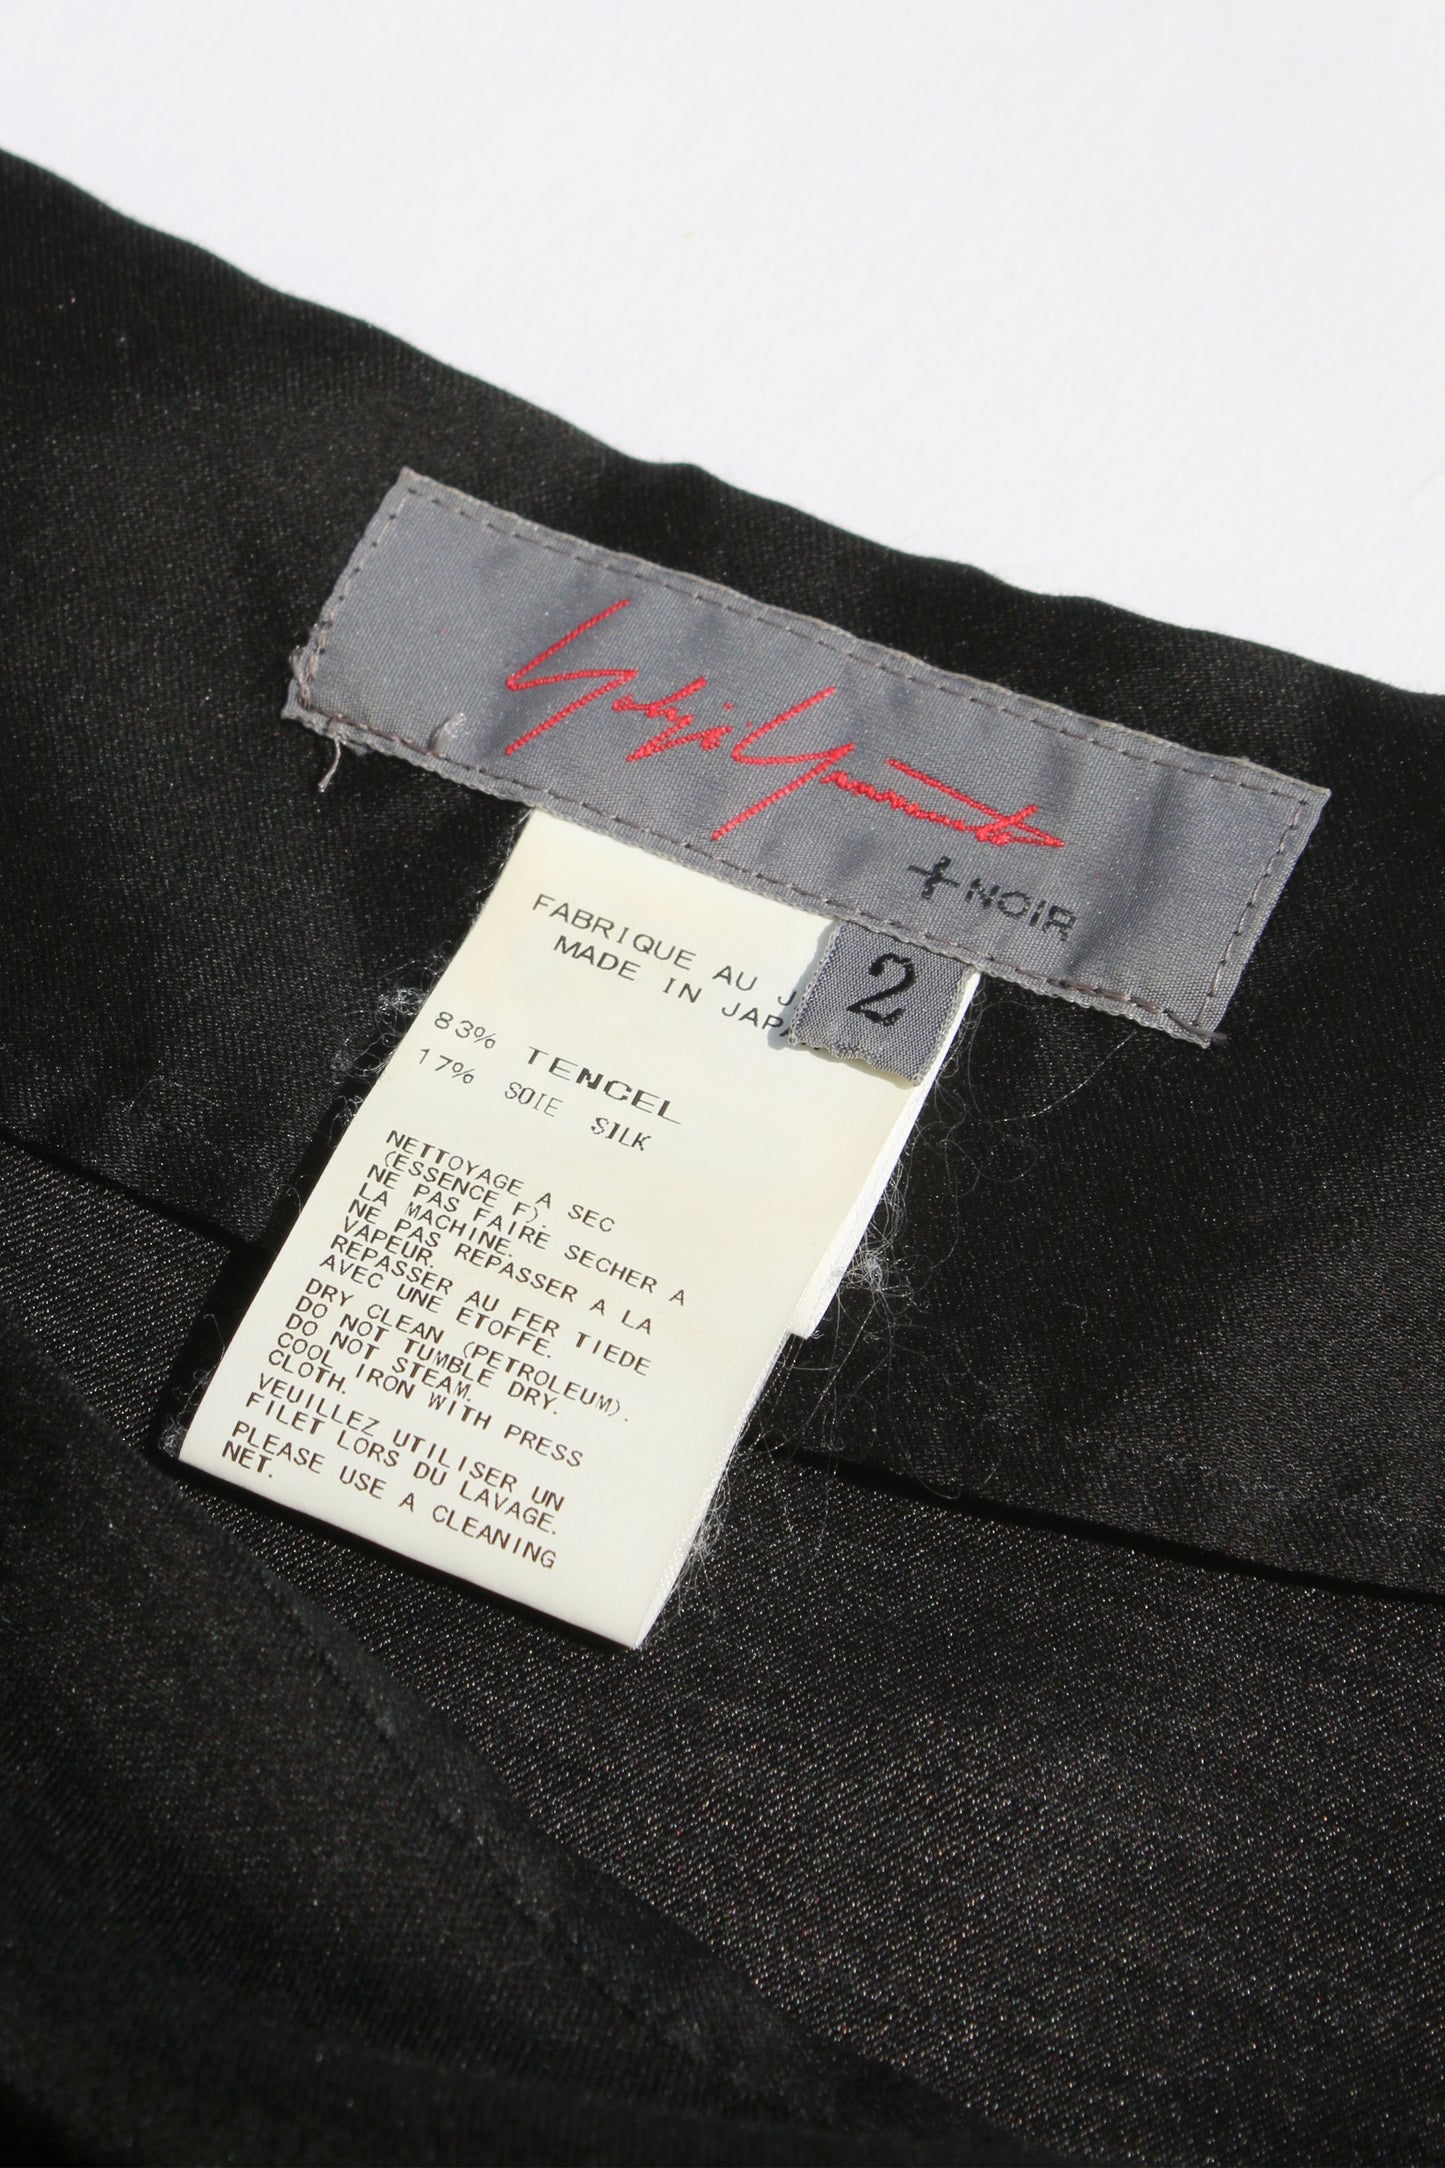 Yohji Yamamoto
+NOIR
2
FABRIQUE AU J
MADE IN JAPA
83% TENCEL
17% SOIE SILK
NETTOYAGE A SEC
(ESSENCE F).
NE PAS FAIRE SECHER A
LA MACHINE.
NE PAS REPASSER A LA
VAPEUR.
REPASSER AU FER TIEDE
AVEC UNE ETOFFE.
DRY CLEAN (PETROLEUM).
DO NOT TUMBLE DRY.
DO NOT STEAM.
COOL IRON WITH PRESS
CLOTH.
VEUILLEZ UTILISER UN
FILET LORS DU LAVAGE.
PLEASE USE A CLEANING
NET.